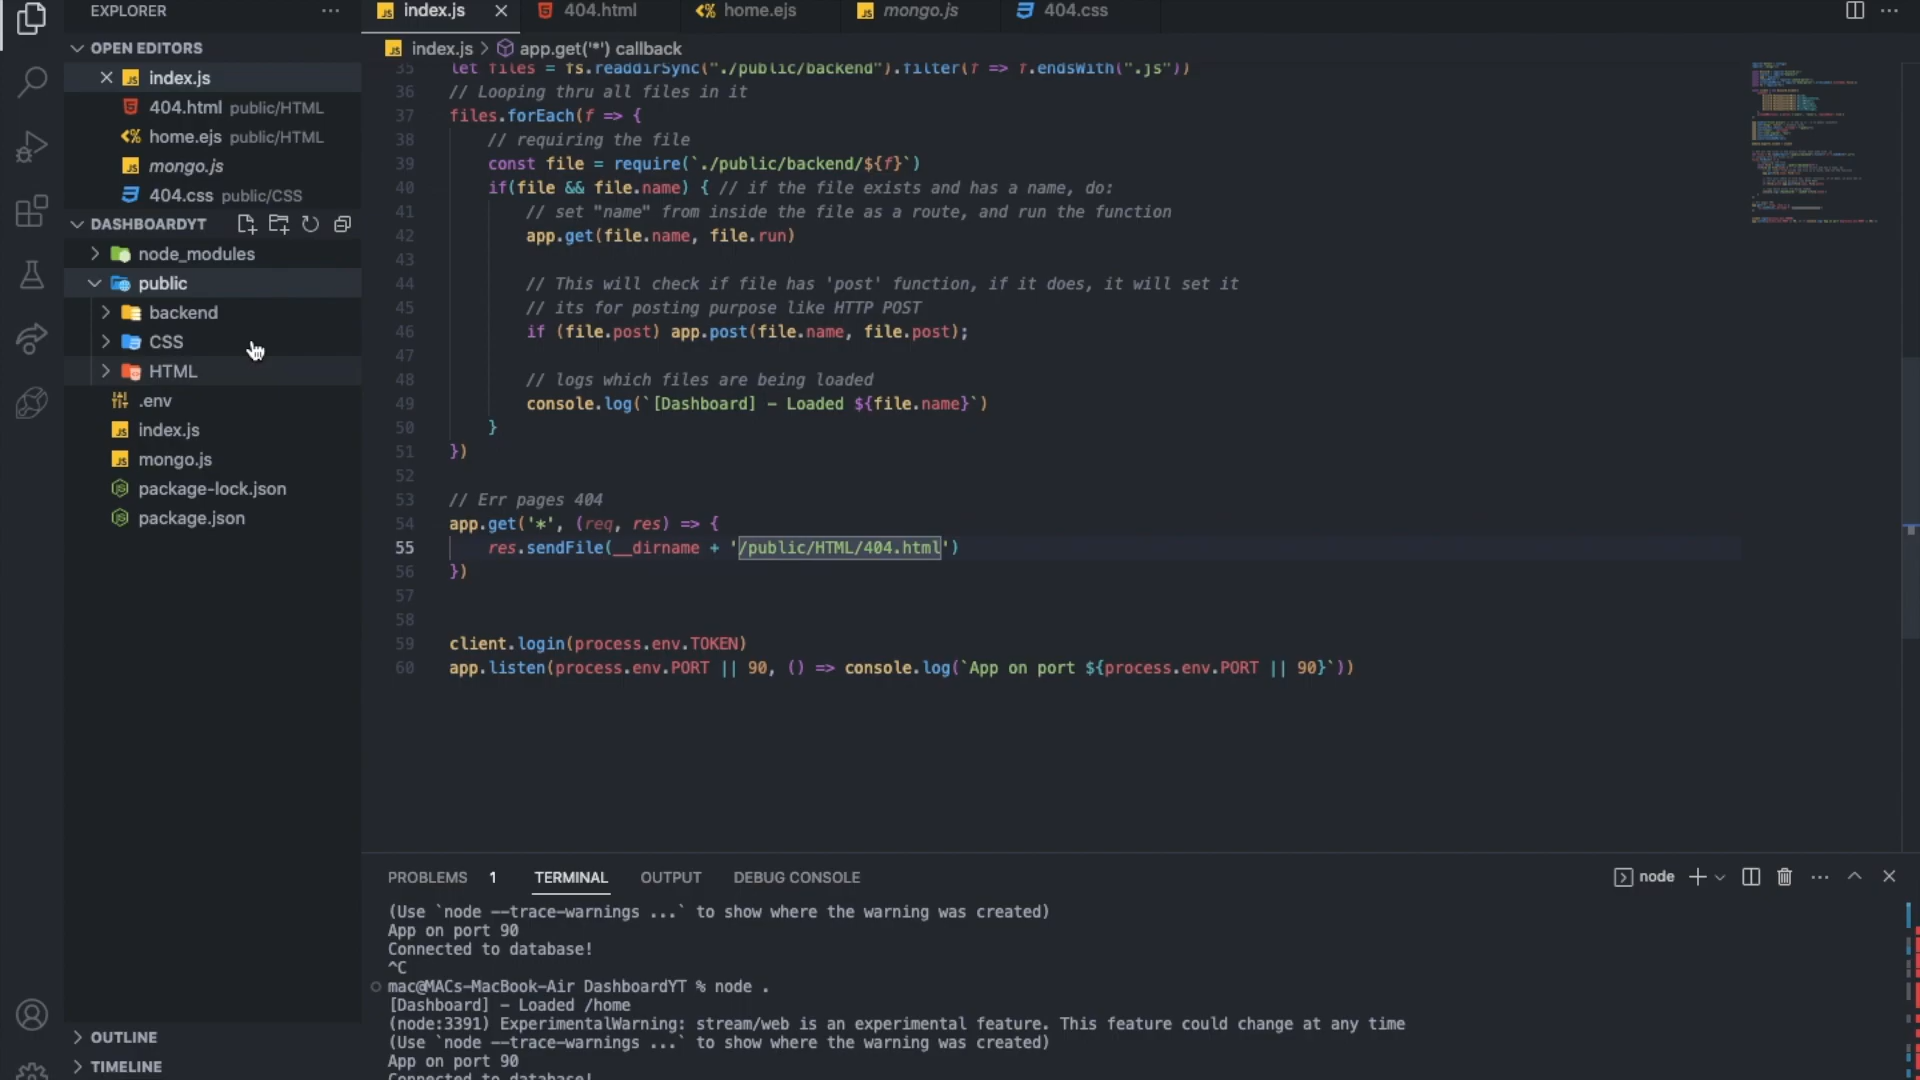 EXPLORER
OPEN EDITORS
index.js
404.html public/HTML
home.ejs public/HTML
mongo.js
404.css public/CSS
DASHBOARDYT
node_modules
public
backend
CSS
HTML
.env
index.js
mongo.js
package-lock.json
package.json
OUTLINE
TIMELINE
index.js
404.html
home.ejs
mongo.js
404.css
index.js > app.get('*') callback
35 let files = fs.readdirSync("./public/backend").filter(f => f.endsWith(".js"))
36 // Looping thru all files in it
37 files.forEach(f => {
38 // requiring the file
39 const file = require(`./public/backend/${f}`)
40 if(file && file.name) { // if the file exists and has a name, do:
41 // set "name" from inside the file as a route, and run the function
42 app.get(file.name, file.run)
43
44 // This will check if file has 'post' function, if it does, it will set it
45 // its for posting purpose like HTTP POST
46 if (file.post) app.post(file.name, file.post);
47
48 // logs which files are being loaded
49 console.log(`[Dashboard] - Loaded ${file.name}`)
50 }
51 })
52
53 // Err pages 404
54 app.get('*', (req, res) => {
55 res.sendFile(__dirname + '/public/HTML/404.html')
56 })
57
58
59 client.login(process.env.TOKEN)
60 app.listen(process.env.PORT || 90, () => console.log(`App on port ${process.env.PORT || 90}`))
PROBLEMS 1 TERMINAL OUTPUT DEBUG CONSOLE
node
(Use `node --trace-warnings ...` to show where the warning was created)
App on port 90
Connected to database!
^C
mac@MACs-MacBook-Air DashboardYT % node .
[Dashboard] - Loaded /home
(node:3391) ExperimentalWarning: stream/web is an experimental feature. This feature could change at any time
(Use `node --trace-warnings ...` to show where the warning was created)
App on port 90
Connected to database!